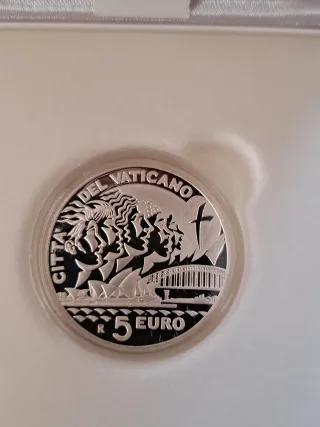 CITTÀ DEL VATICANO
R 5 EURO